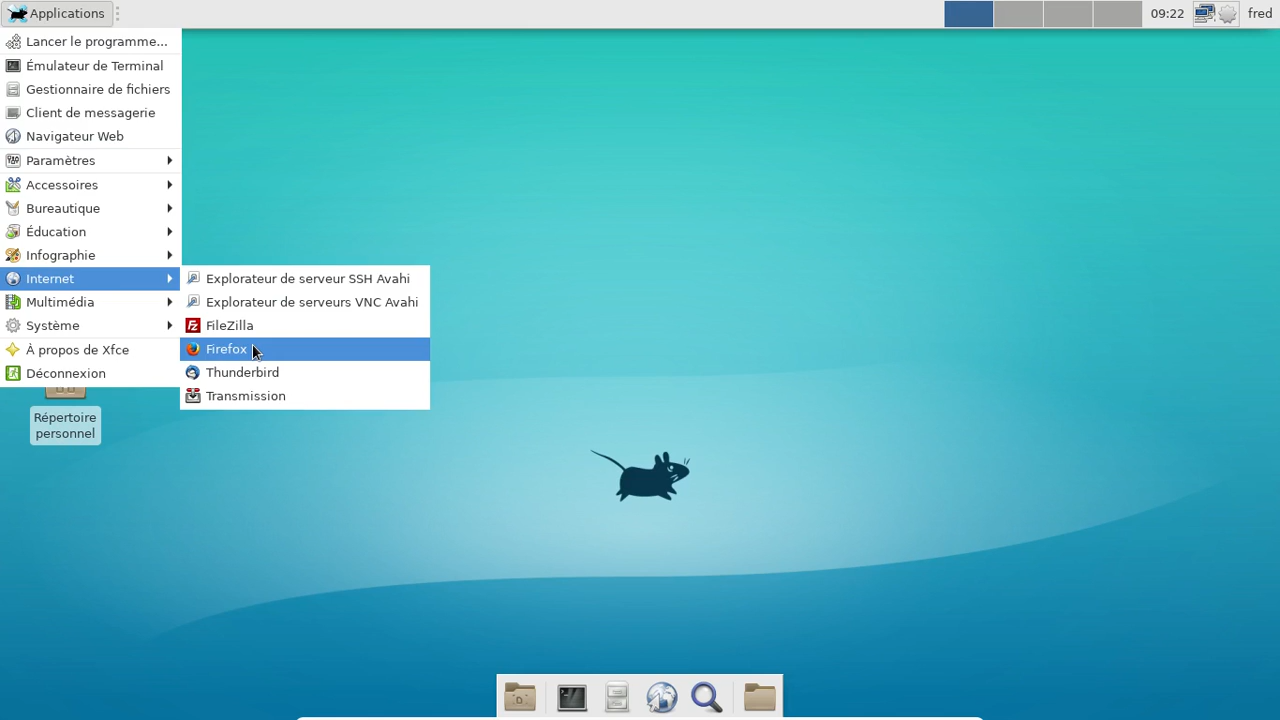 Applications
09:22
fred
Lancer le programme...
Émulateur de Terminal
Gestionnaire de fichiers
Client de messagerie
Navigateur Web
Paramètres
Accessoires
Bureautique
Éducation
Infographie
Internet
Multimédia
Système
À propos de Xfce
Déconnexion
Explorateur de serveur SSH Avahi
Explorateur de serveurs VNC Avahi
FileZilla
Firefox
Thunderbird
Transmission
Répertoire
personnel